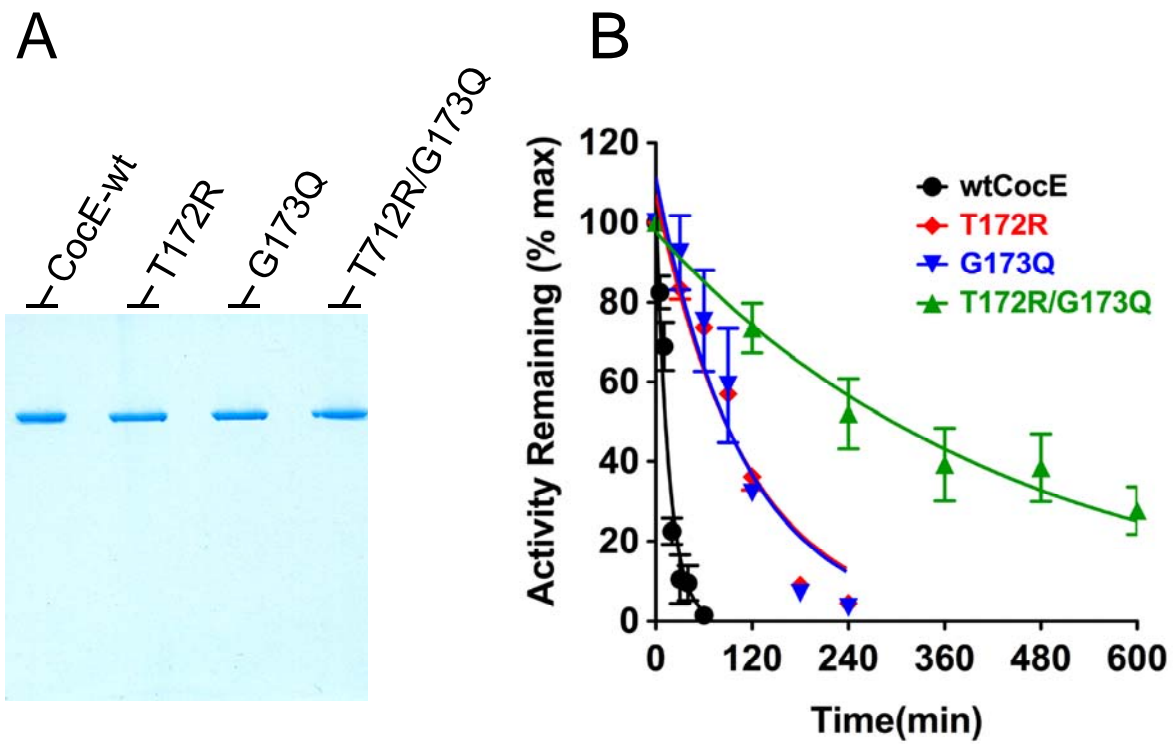 A
B
CocE-wt
T172R
G173Q
T712R/G173Q
Activity Remaining (% max)
120
100
80
60
40
20
0
wtCocE
T172R
G173Q
T172R/G173Q
0 120 240 360 480 600
Time(min)